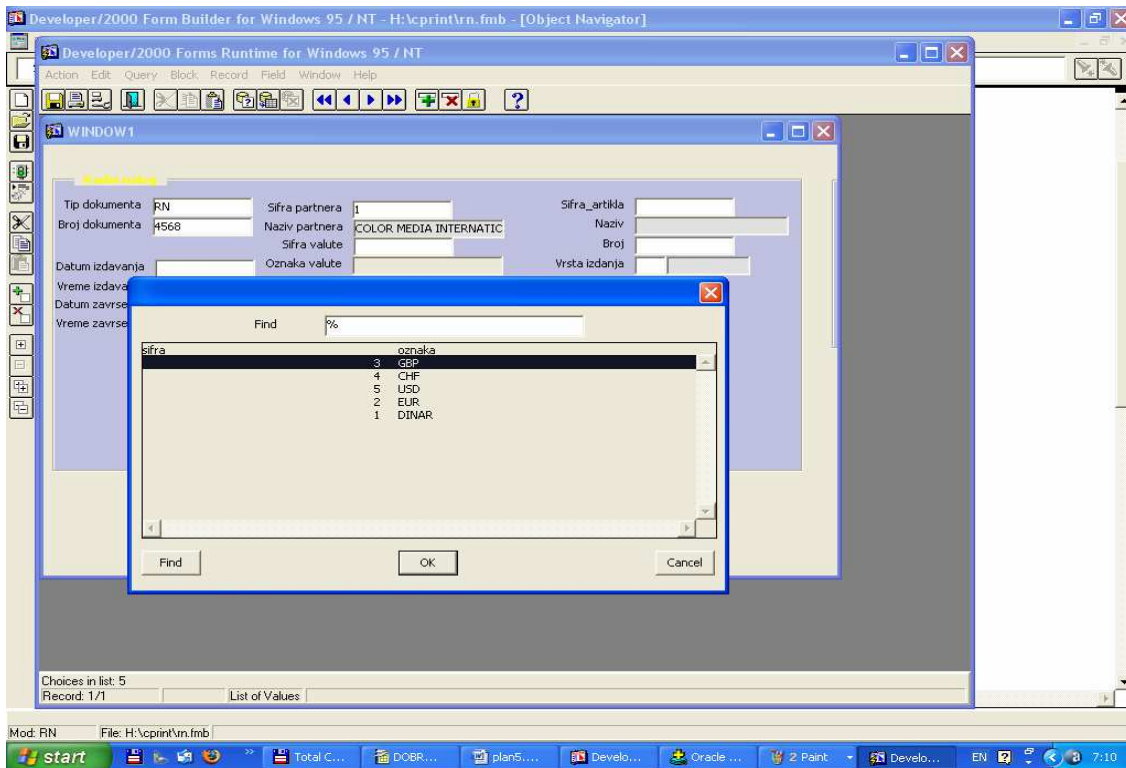 Developer/2000 Form Builder for Windows 95 / NT - H:\cprint\rn.fmb - [Object Navigator]
Developer/2000 Forms Runtime for Windows 95 / NT
Action Edit Query Block Record Field Window Help
WINDOW1
Tip dokumenta RN
Sifra partnera 1
Sifra_artikla
Broj dokumenta 4568
Naziv partnera COLOR MEDIA INTERNATIC
Naziv
Sifra valute
Broj
Datum izdavanja
Oznaka valute
Vrsta izdanja
Vreme izdava
Datum zavrse
Vreme zavrse
Find %
sifra oznaka
3 GBP
4 CHF
5 USD
2 EUR
1 DINAR
Find OK Cancel
Choices in list: 5
Record: 1/1 List of Values
Mod: RN File: H:\cprint\rn.fmb
start Total C... DOBR... plan5.... Develo... Oracle ... 2 Paint Develo... EN 7:10